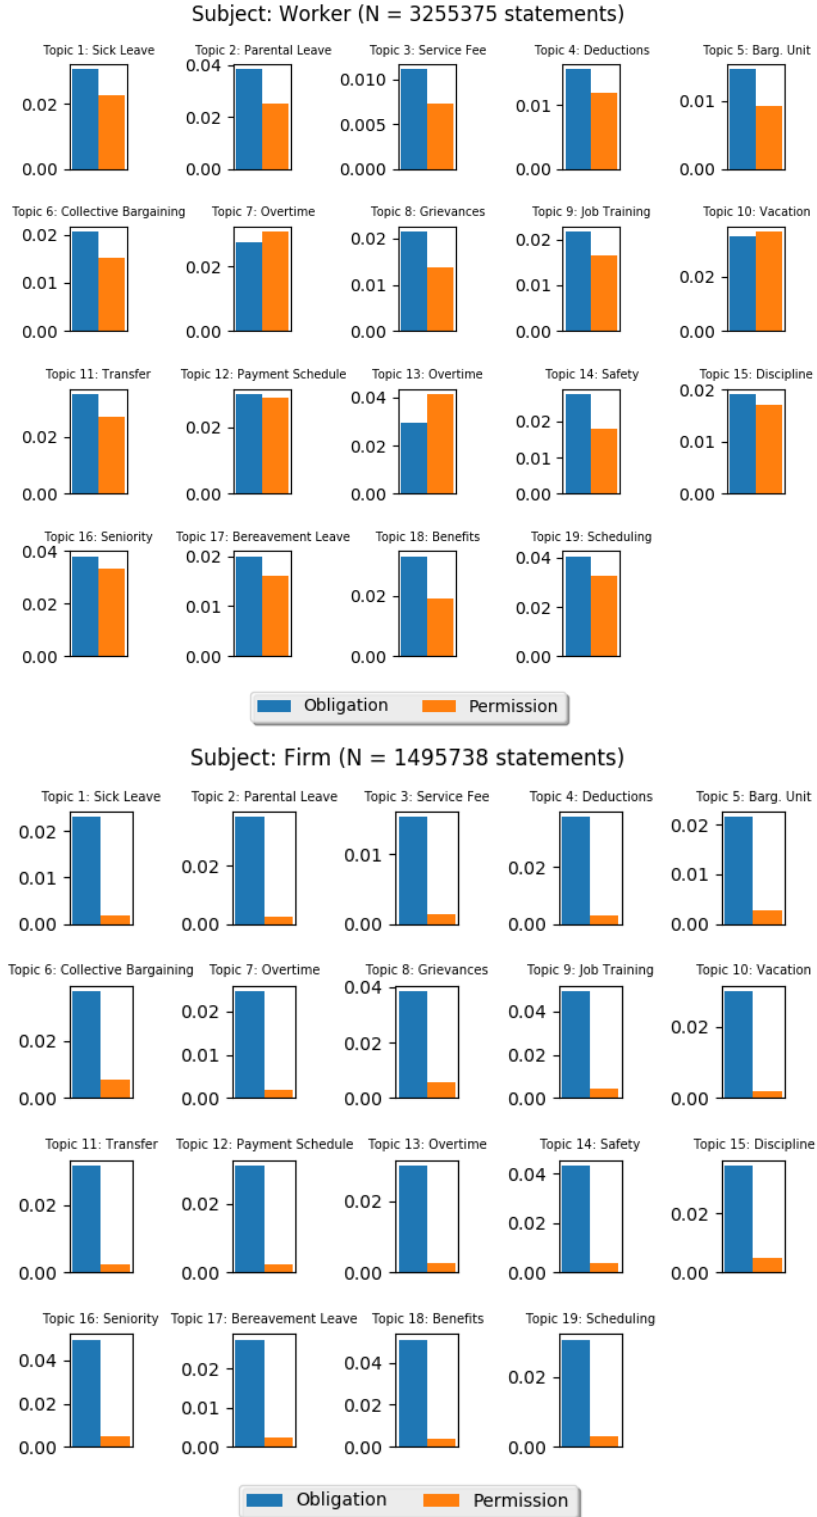 Subject: Worker (N = 3255375 statements)
Topic 1: Sick Leave
0.02
0.00
Topic 2: Parental Leave
0.04
0.02
0.00
Topic 3: Service Fee
0.010
0.005
0.000
Topic 4: Deductions
0.01
0.00
Topic 5: Barg. Unit
0.01
0.00
Topic 6: Collective Bargaining
0.02
0.01
0.00
Topic 7: Overtime
0.02
0.00
Topic 8: Grievances
0.02
0.01
0.00
Topic 9: Job Training
0.02
0.01
0.00
Topic 10: Vacation
0.02
0.00
Topic 11: Transfer
0.02
0.00
Topic 12: Payment Schedule
0.02
0.00
Topic 13: Overtime
0.04
0.02
0.00
Topic 14: Safety
0.02
0.01
0.00
Topic 15: Discipline
0.02
0.01
0.00
Topic 16: Seniority
0.04
0.02
0.00
Topic 17: Bereavement Leave
0.02
0.01
0.00
Topic 18: Benefits
0.02
0.00
Topic 19: Scheduling
0.04
0.02
0.00
Obligation
Permission
Subject: Firm (N = 1495738 statements)
Topic 1: Sick Leave
0.02
0.01
0.00
Topic 2: Parental Leave
0.02
0.00
Topic 3: Service Fee
0.01
0.00
Topic 4: Deductions
0.02
0.00
Topic 5: Barg. Unit
0.02
0.01
0.00
Topic 6: Collective Bargaining
0.02
0.00
Topic 7: Overtime
0.02
0.01
0.00
Topic 8: Grievances
0.04
0.02
0.00
Topic 9: Job Training
0.04
0.02
0.00
Topic 10: Vacation
0.02
0.00
Topic 11: Transfer
0.02
0.00
Topic 12: Payment Schedule
0.02
0.00
Topic 13: Overtime
0.02
0.00
Topic 14: Safety
0.04
0.02
0.00
Topic 15: Discipline
0.02
0.00
Topic 16: Seniority
0.04
0.02
0.00
Topic 17: Bereavement Leave
0.02
0.01
0.00
Topic 18: Benefits
0.04
0.02
0.00
Topic 19: Scheduling
0.02
0.00
Obligation
Permission